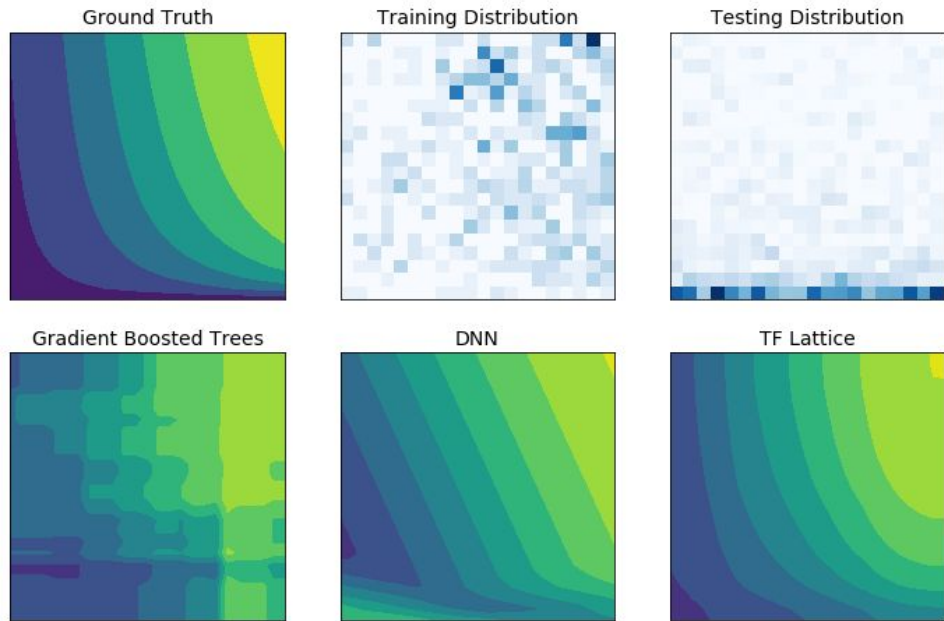 Ground Truth
Training Distribution
Testing Distribution
Gradient Boosted Trees
DNN
TF Lattice